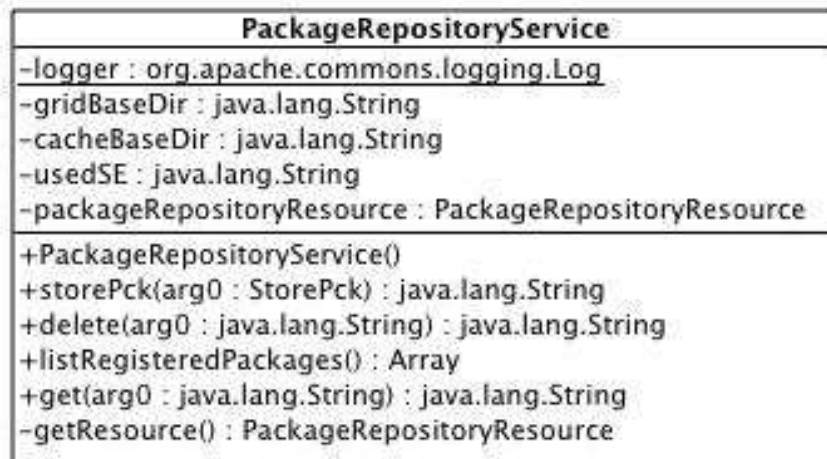 PackageRepositoryService
-logger : org.apache.commons.logging.Log
-gridBaseDir : java.lang.String
-cacheBaseDir : java.lang.String
-usedSE : java.lang.String
-packageRepositoryResource : PackageRepositoryResource
+PackageRepositoryService()
+storePck(arg0 : StorePck) : java.lang.String
+delete(arg0 : java.lang.String) : java.lang.String
+listRegisteredPackages() : Array
+get(arg0 : java.lang.String) : java.lang.String
-getResource() : PackageRepositoryResource